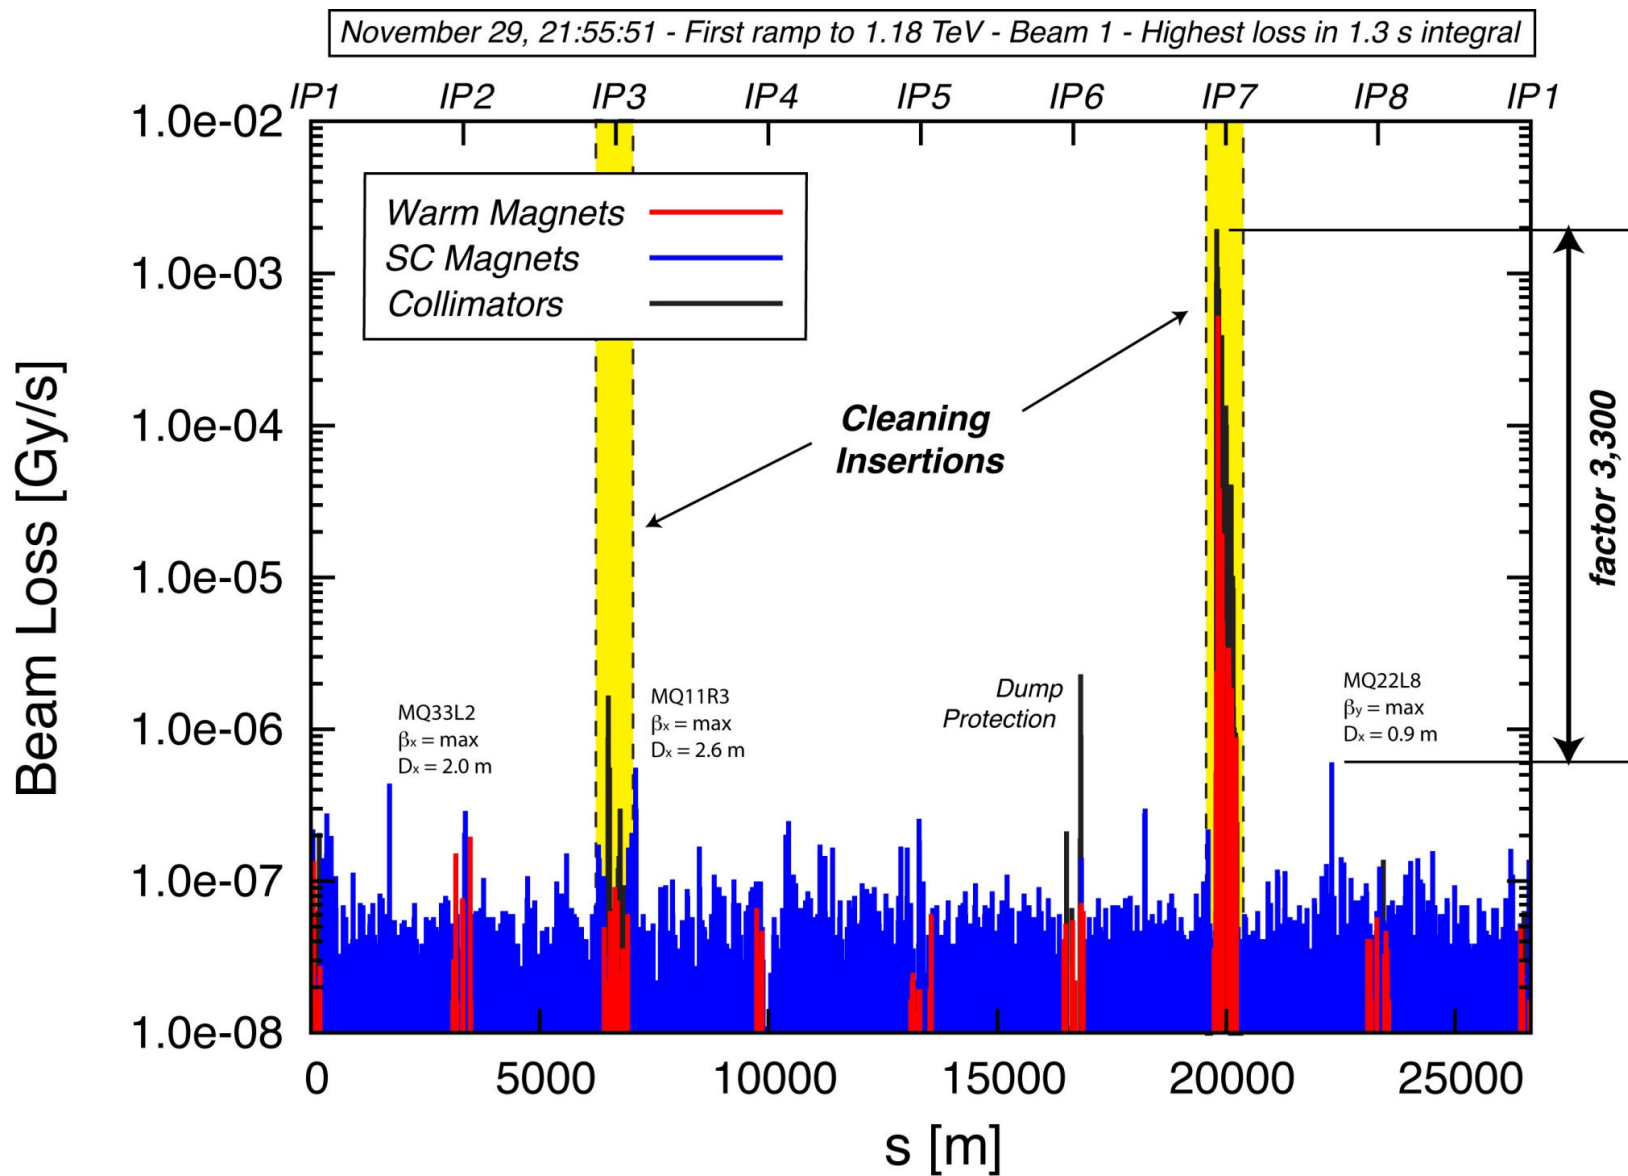 November 29, 21:55:51 - First ramp to 1.18 TeV - Beam 1 - Highest loss in 1.3 s integral
IP1 IP2 IP3 IP4 IP5 IP6 IP7 IP8 IP1
1.0e-02
1.0e-03
1.0e-04
1.0e-05
1.0e-06
1.0e-07
1.0e-08
Beam Loss [Gy/s]
Warm Magnets
SC Magnets
Collimators
Cleaning
Insertions
factor 3,300
MQ33L2
βx = max
Dx = 2.0 m
MQ11R3
βx = max
Dx = 2.6 m
Dump
Protection
MQ22L8
βy = max
Dx = 0.9 m
0 5000 10000 15000 20000 25000
s [m]